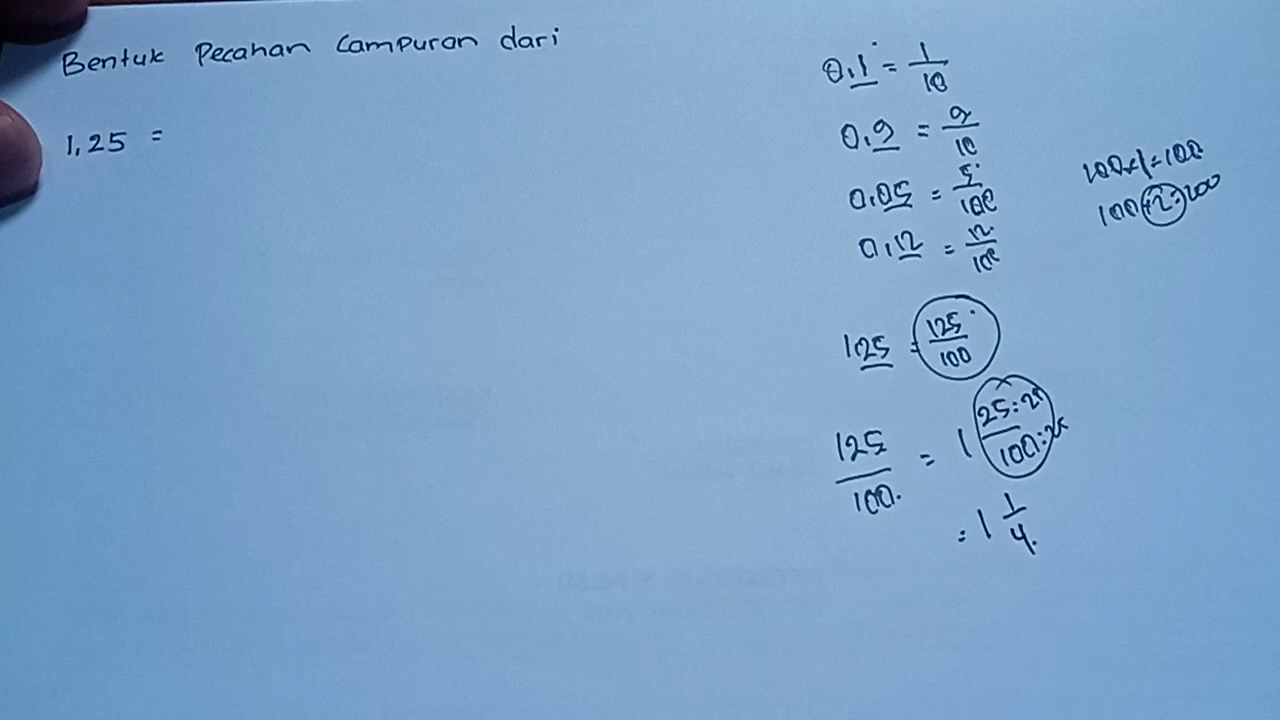 Bentuk Pecahan Campuran dari
1,25 =
0,1 = 1/10
0,9 = 9/10
0,05 = 5/100
0,12 = 12/100
100×1=100
100×2=200
125 = 125/100
125/100 = 1 25:25/100:25
= 1 1/4